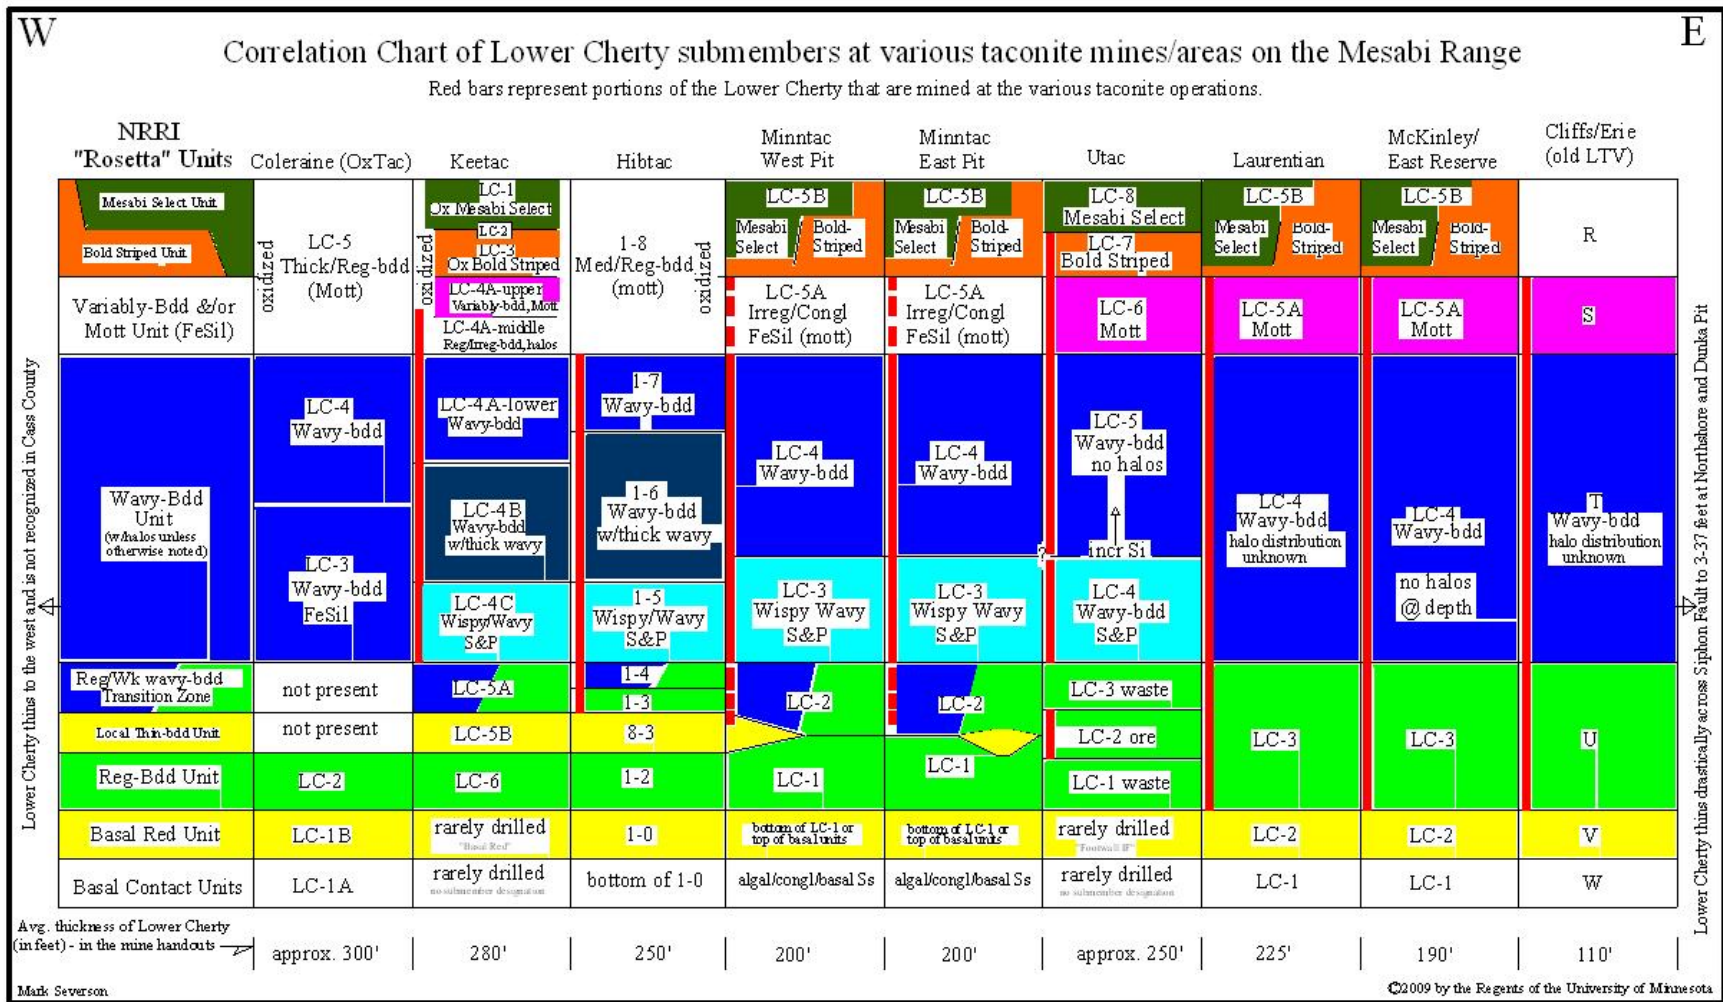 W
E
Correlation Chart of Lower Cherty submembers at various taconite mines/areas on the Mesabi Range
Red bars represent portions of the Lower Cherty that are mined at the various taconite operations.
NRRI
"Rosetta" Units
Coleraine (OxTac)
Keetac
Hibtac
Minntac
West Pit
Minntac
East Pit
Utac
Laurentian
McKinley/
East Reserve
Cliffs/Erie
(old LTV)
Mesabi Select Unit
Bold Striped Unit
Variably-Bdd &/or
Mott Unit (FeSil)
Wavy-Bdd
Unit
(w/halos unless
otherwise noted)
Reg/Wk wavy-bdd
Transition Zone
Local Thin-bdd Unit
Reg-Bdd Unit
Basal Red Unit
Basal Contact Units
oxidized
LC-5
Thick/Reg-bdd
(Mott)
LC-4
Wavy-bdd
LC-3
Wavy-bdd
FeSil
not present
not present
LC-2
LC-1B
LC-1A
oxidized
LC-1
Ox Mesabi Select
LC-2
LC-3
Ox Bold Striped
LC-4A-upper
Variably-bdd, Mott
LC-4A-middle
Reg/Irreg-bdd, halos
LC-4A-lower
Wavy-bdd
LC-4B
Wavy-bdd
w/thick wavy
LC-4C
Wispy/Wavy
S&P
LC-5A
LC-5B
LC-6
rarely drilled
"Basal Red"
rarely drilled
no submember designation
1-8
Med/Reg-bdd
(mott)
oxidized
1-7
Wavy-bdd
1-6
Wavy-bdd
w/thick wavy
1-5
Wispy/Wavy
S&P
1-4
1-3
8-3
1-2
1-0
bottom of 1-0
LC-5B
Mesabi
Select
Bold-
Striped
LC-5A
Irreg/Congl
FeSil (mott)
LC-4
Wavy-bdd
LC-3
Wispy Wavy
S&P
LC-2
LC-1
bottom of LC-1 or
top of basal units
algal/congl/basal Ss
LC-5B
Mesabi
Select
Bold-
Striped
LC-5A
Irreg/Congl
FeSil (mott)
LC-4
Wavy-bdd
LC-3
Wispy Wavy
S&P
LC-2
LC-1
bottom of LC-1 or
top of basal units
algal/congl/basal Ss
?
LC-8
Mesabi Select
LC-7
Bold Striped
LC-6
Mott
LC-5
Wavy-bdd
no halos
incr Si
LC-4
Wavy-bdd
S&P
LC-3 waste
LC-2 ore
LC-1 waste
rarely drilled
"Footwall IF"
rarely drilled
no submember designation
LC-5B
Mesabi
Select
Bold-
Striped
LC-5A
Mott
LC-4
Wavy-bdd
halo distribution
unknown
LC-3
LC-2
LC-1
LC-5B
Mesabi
Select
Bold-
Striped
LC-5A
Mott
LC-4
Wavy-bdd
no halos
@ depth
LC-3
LC-2
LC-1
R
S
T
Wavy-bdd
halo distribution
unknown
U
V
W
Lower Cherty thins to the west and is not recognized in Cass County
Lower Cherty thins drastically across Siphon Fault to 3-37 feet at Northshore and Dunka Pit
Avg. thickness of Lower Cherty
(in feet) - in the mine handouts
approx. 300'
280'
250'
200'
200'
approx. 250'
225'
190'
110'
Mark Severson
©2009 by the Regents of the University of Minnesota